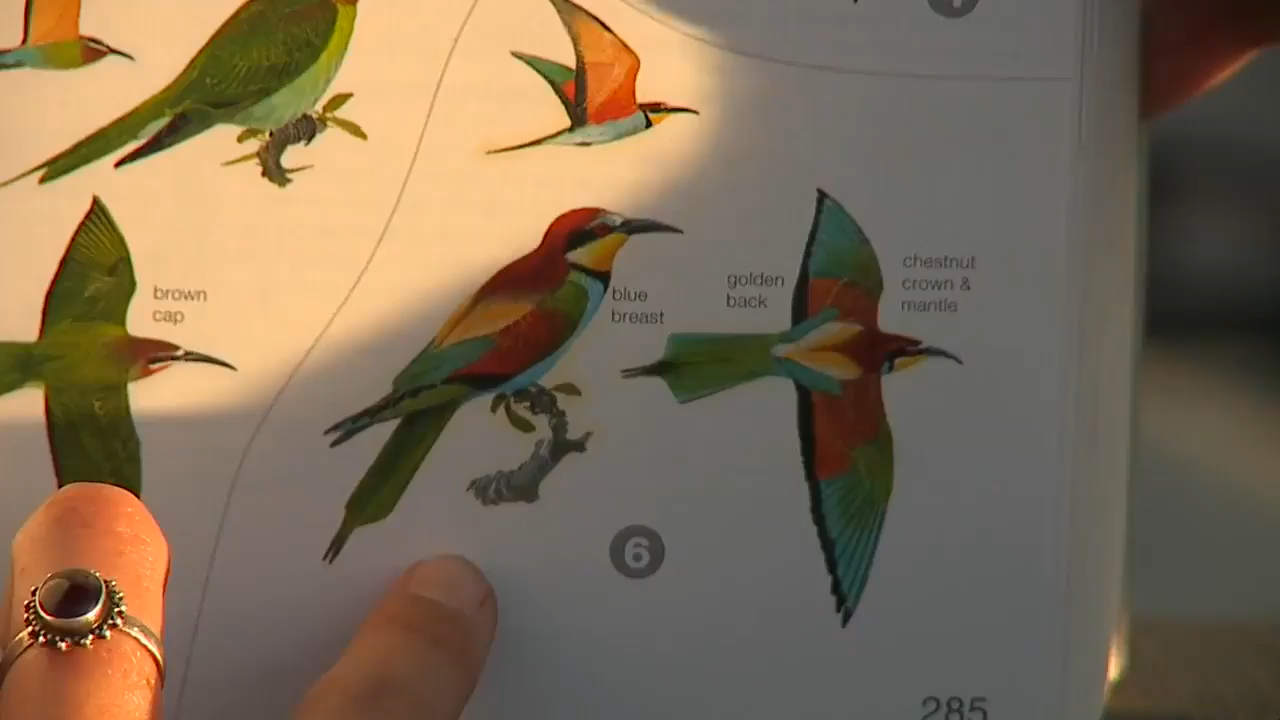 brown
cap
blue
breast
golden
back
chestnut
crown &
mantle
6
285